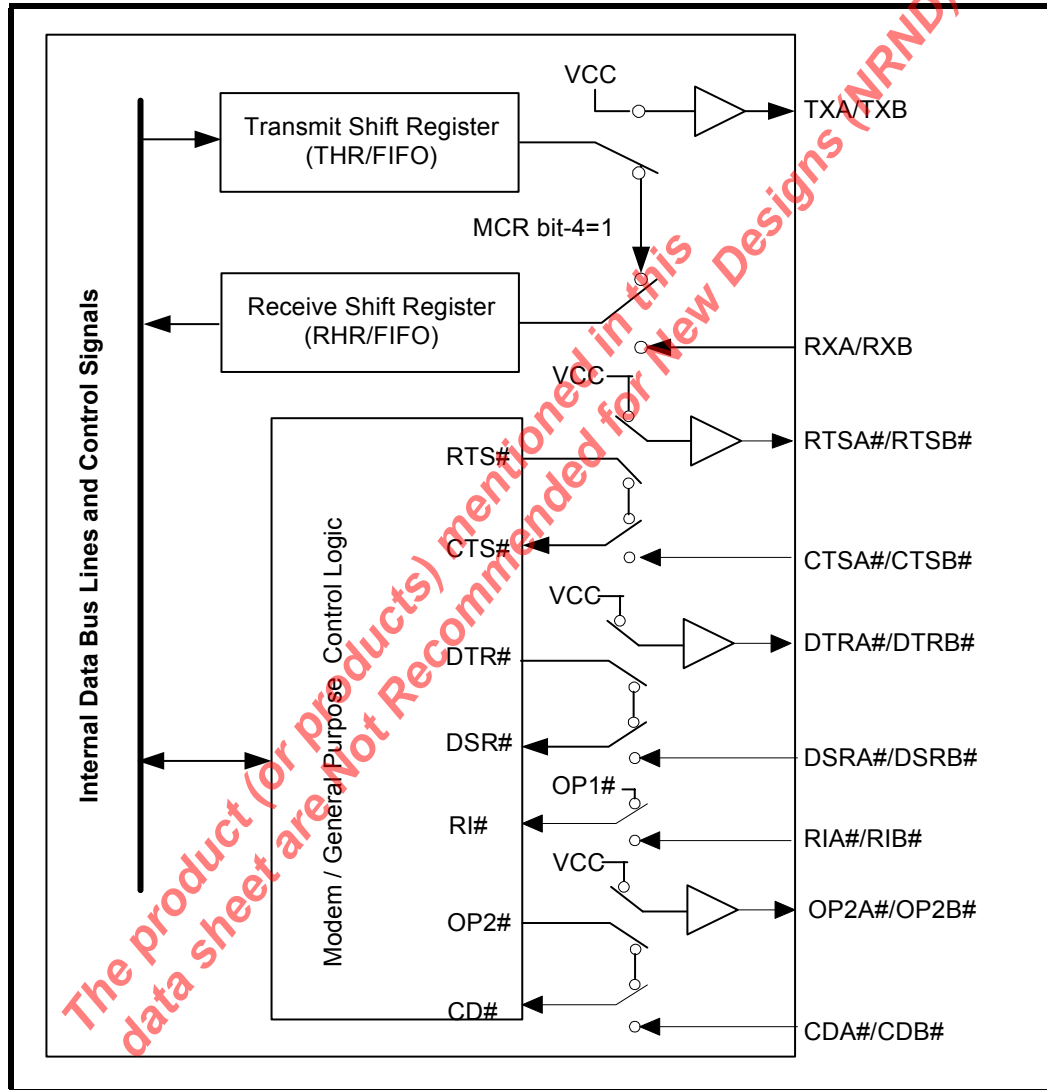 VCC
TXA/TXB
Transmit Shift Register
(THR/FIFO)
MCR bit-4=1
Receive Shift Register
(RHR/FIFO)
RXA/RXB
VCC
RTSA#/RTSB#
RTS#
CTS#
CTSA#/CTSB#
VCC
DTRA#/DTRB#
DTR#
DSR#
DSRA#/DSRB#
OP1#
RI#
RIA#/RIB#
VCC
OP2A#/OP2B#
OP2#
CD#
CDA#/CDB#
Internal Data Bus Lines and Control Signals
Modem / General Purpose Control Logic
The product (or products) mentioned in this
data sheet are Not Recommended for New Designs (NRND)